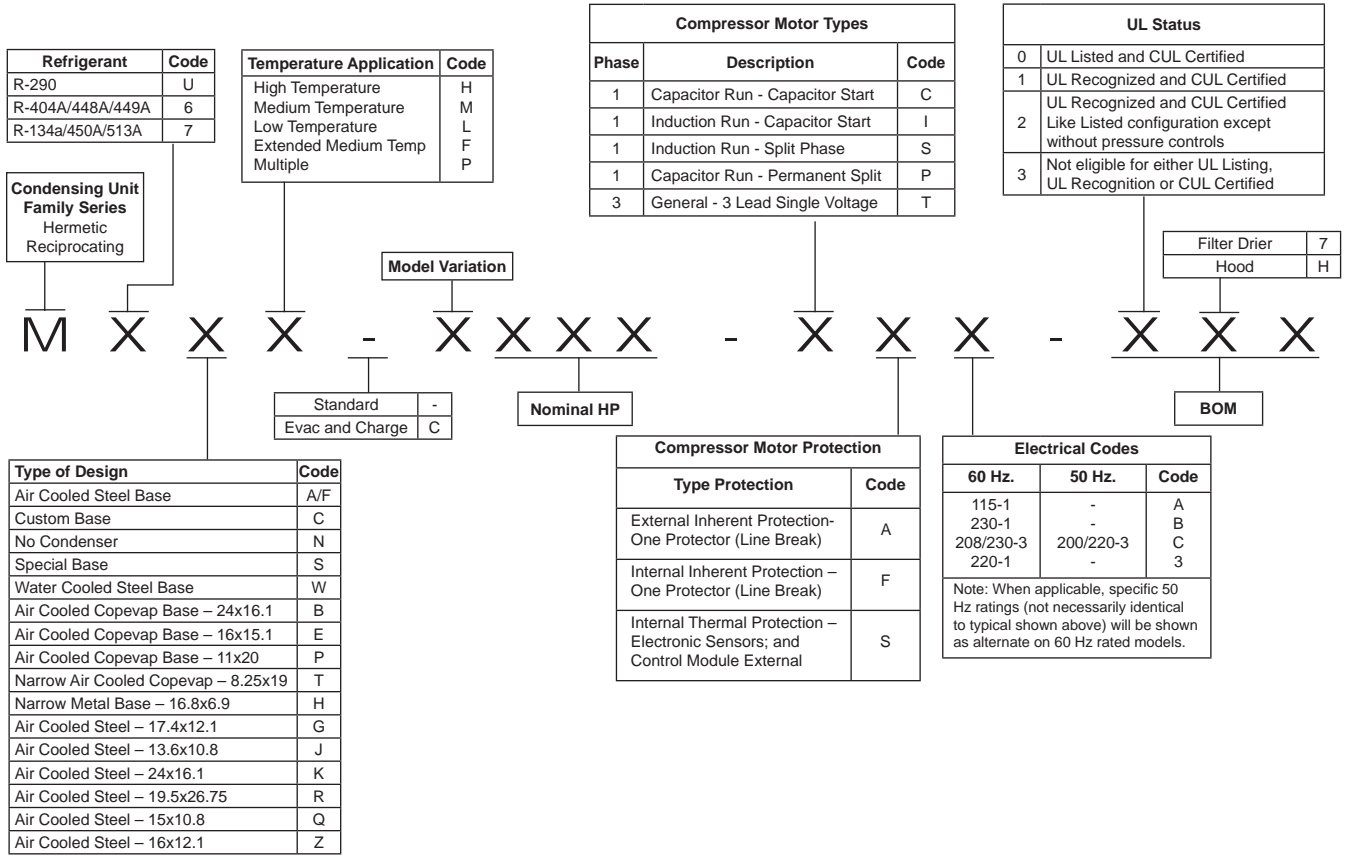 Refrigerant Code
R-290 U
R-404A/448A/449A 6
R-134a/450A/513A 7
Temperature Application Code
High Temperature H
Medium Temperature M
Low Temperature L
Extended Medium Temp F
Multiple P
Compressor Motor Types
Phase Description Code
1 Capacitor Run - Capacitor Start C
1 Induction Run - Capacitor Start I
1 Induction Run - Split Phase S
1 Capacitor Run - Permanent Split P
3 General - 3 Lead Single Voltage T
UL Status
0 UL Listed and CUL Certified
1 UL Recognized and CUL Certified
UL Recognized and CUL Certified
2 Like Listed configuration except
without pressure controls
3 Not eligible for either UL Listing,
UL Recognition or CUL Certified
Condensing Unit
Family Series
Hermetic
Reciprocating
Model Variation
Filter Drier 7
Hood H
M X X X - X X X X - X X X - X X X
Standard -
Evac and Charge C
Nominal HP
BOM
Type of Design Code
Air Cooled Steel Base A/F
Custom Base C
No Condenser N
Special Base S
Water Cooled Steel Base W
Air Cooled Copevap Base – 24x16.1 B
Air Cooled Copevap Base – 16x15.1 E
Air Cooled Copevap Base – 11x20 P
Narrow Air Cooled Copevap – 8.25x19 T
Narrow Metal Base – 16.8x6.9 H
Air Cooled Steel – 17.4x12.1 G
Air Cooled Steel – 13.6x10.8 J
Air Cooled Steel – 24x16.1 K
Air Cooled Steel – 19.5x26.75 R
Air Cooled Steel – 15x10.8 Q
Air Cooled Steel – 16x12.1 Z
Compressor Motor Protection
Type Protection Code
External Inherent Protection-
One Protector (Line Break) A
Internal Inherent Protection –
One Protector (Line Break) F
Internal Thermal Protection –
Electronic Sensors; and S
Control Module External
Electrical Codes
60 Hz. 50 Hz. Code
115-1 - A
230-1 - B
208/230-3 200/220-3 C
220-1 - 3
Note: When applicable, specific 50
Hz ratings (not necessarily identical
to typical shown above) will be shown
as alternate on 60 Hz rated models.